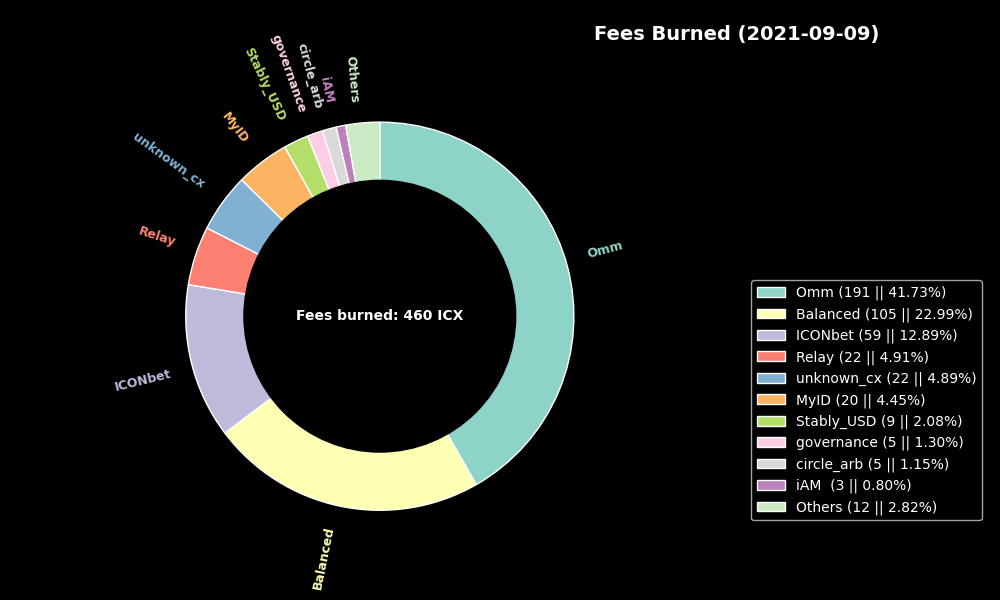 Fees Burned (2021-09-09)
governance
circle_arb
Stably_USD
iAM
Others
MyID
unknown_cx
Relay
Omm
Fees burned: 460 ICX
ICONbet
Balanced
Omm (191 || 41.73%)
Balanced (105 || 22.99%)
ICONbet (59 || 12.89%)
Relay (22 || 4.91%)
unknown_cx (22 || 4.89%)
MyID (20 || 4.45%)
Stably_USD (9 || 2.08%)
governance (5 || 1.30%)
circle_arb (5 || 1.15%)
iAM  (3 || 0.80%)
Others (12 || 2.82%)